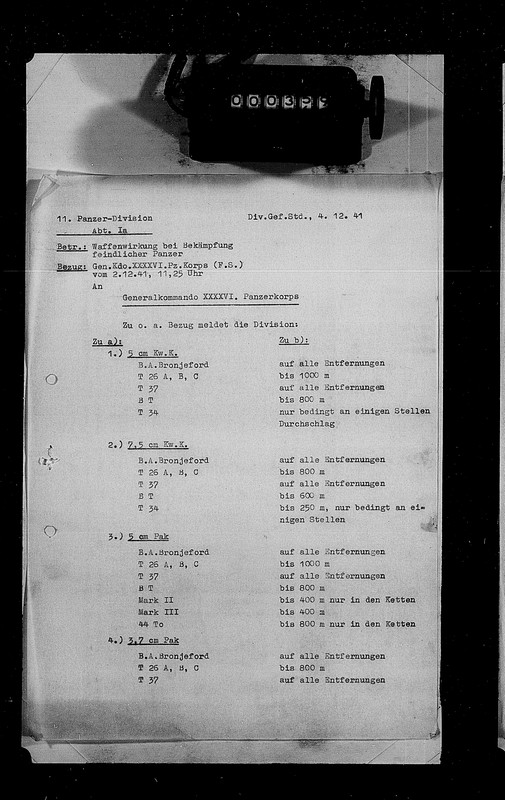 11. Panzer-Division Div.Gef.Std., 4. 12. 41
Abt. Ia
Betr.: Waffenwirkung bei Bekämpfung
feindlicher Panzer
Bezug: Gen.Kdo.XXXXVI.Pz.Korps (F.S.)
vom 2.12.41, 11,25 Uhr
An
Generalkommando XXXXVI. Panzerkorps
Zu o. a. Bezug meldet die Division:
Zu a): Zu b):
1.) 5 cm Kw.K.
B.A.Bronjeford auf alle Entfernungen
T 26 A, B, C bis 1000 m
T 37 auf alle Entfernungen
B T bis 800 m
T 34 nur bedingt an einigen Stellen
Durchschlag
2.) 7,5 cm Kw.K.
B.A.Bronjeford auf alle Entfernungen
T 26 A, B, C bis 800 m
T 37 auf alle Entfernungen
B T bis 600 m
T 34 bis 250 m, nur bedingt an ei-
nigen Stellen
3.) 5 cm Pak
B.A.Bronjeford auf alle Entfernungen
T 26 A, B, C bis 1000 m
T 37 auf alle Entfernungen
B T bis 800 m
Mark II bis 400 m nur in den Ketten
Mark III bis 400 m
44 To bis 800 m nur in den Ketten
4.) 3,7 cm Pak
B.A.Bronjeford auf alle Entfernungen
T 26 A, B, C bis 800 m
T 37 auf alle Entfernungen